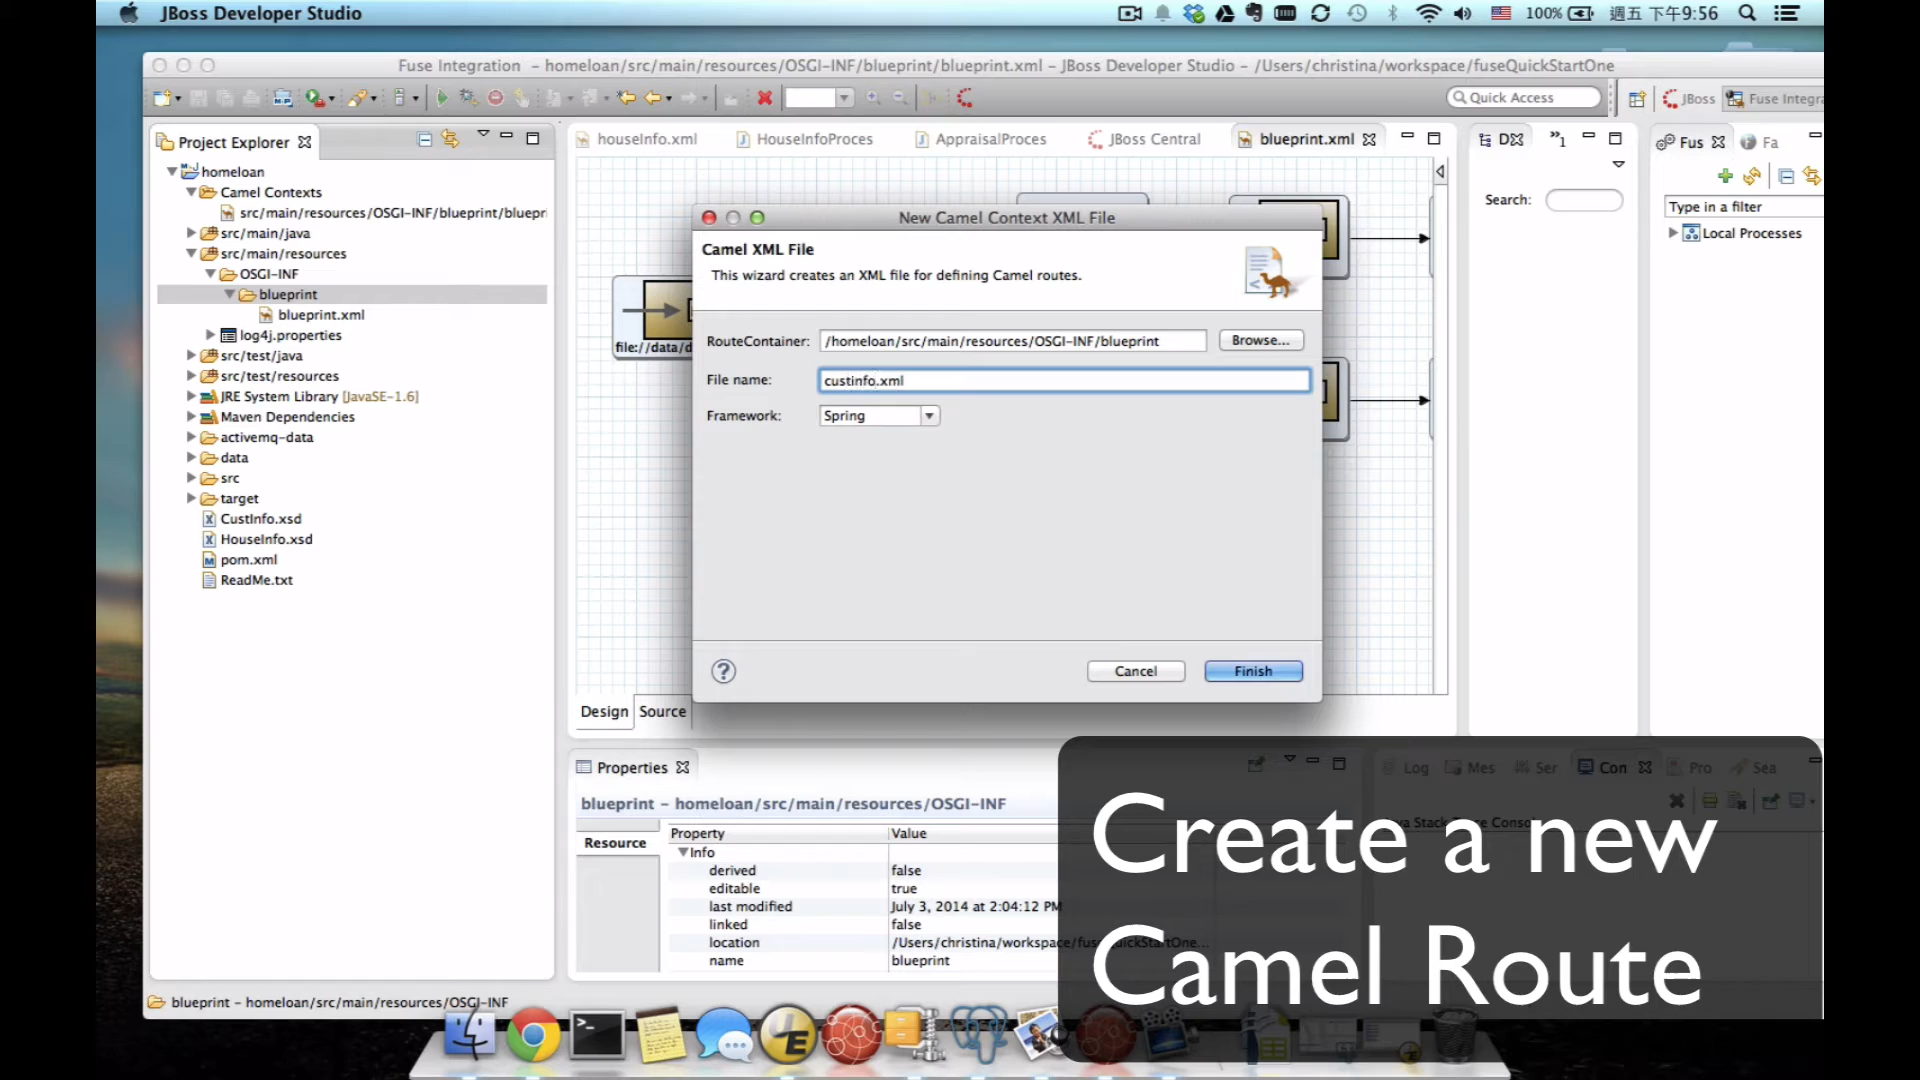 JBoss Developer Studio
100%
週五 下午9:56
Fuse Integration - homeloan/src/main/resources/OSGI-INF/blueprint/blueprint.xml - JBoss Developer Studio - /Users/christina/workspace/fuseQuickStartOne
Quick Access
JBoss
Fuse Integra
Project Explorer
homeloan
Camel Contexts
src/main/resources/OSGI-INF/blueprint/bluepr
src/main/java
src/main/resources
OSGI-INF
blueprint
blueprint.xml
log4j.properties
src/test/java
src/test/resources
JRE System Library [JavaSE-1.6]
Maven Dependencies
activemq-data
data
src
target
CustInfo.xsd
HouseInfo.xsd
pom.xml
ReadMe.txt
houseInfo.xml
HouseInfoProces
AppraisalProces
JBoss Central
blueprint.xml
file://data/d
New Camel Context XML File
Camel XML File
This wizard creates an XML file for defining Camel routes.
RouteContainer: /homeloan/src/main/resources/OSGI-INF/blueprint
Browse...
File name: custinfo.xml
Framework: Spring
Cancel
Finish
Design
Source
D
1
Search:
Fus
Fa
Type in a filter
Local Processes
Properties
blueprint - homeloan/src/main/resources/OSGI-INF
Resource
Property Value
Info
derived false
editable true
last modified July 3, 2014 at 2:04:12 PM
linked false
location /Users/christina/workspace/fuseQuickStartOne...
name blueprint
Log
Mes
Ser
Con
Pro
Sea
Create a new
Camel Route
blueprint - homeloan/src/main/resources/OSGI-INF